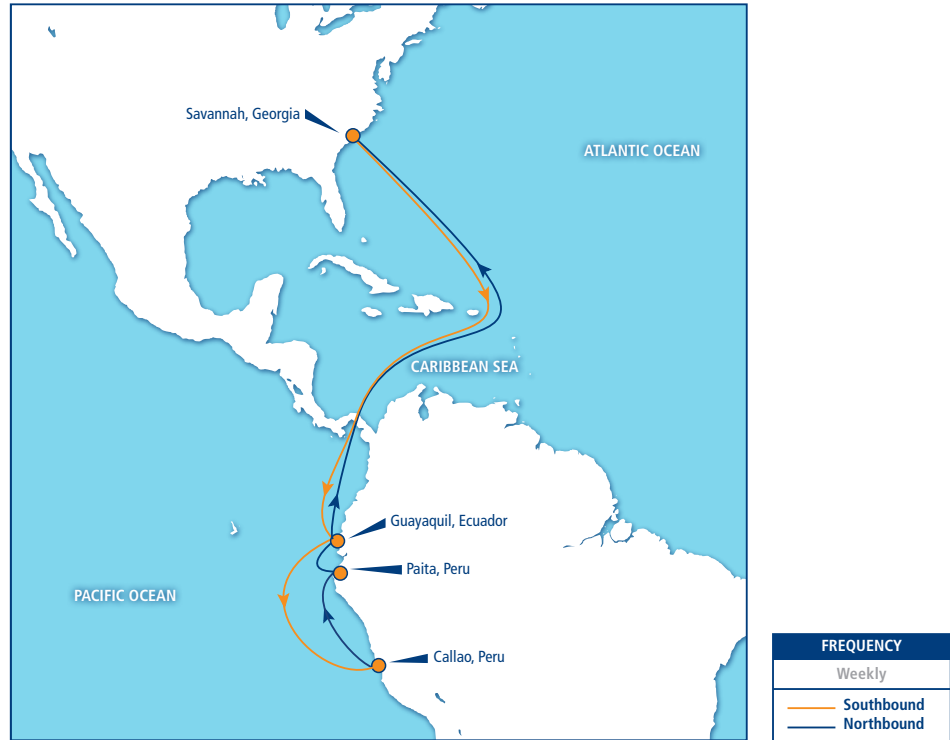 Savannah, Georgia
ATLANTIC OCEAN
CARIBBEAN SEA
Guayaquil, Ecuador
Paita, Peru
PACIFIC OCEAN
Callao, Peru
FREQUENCY
Weekly
Southbound
Northbound